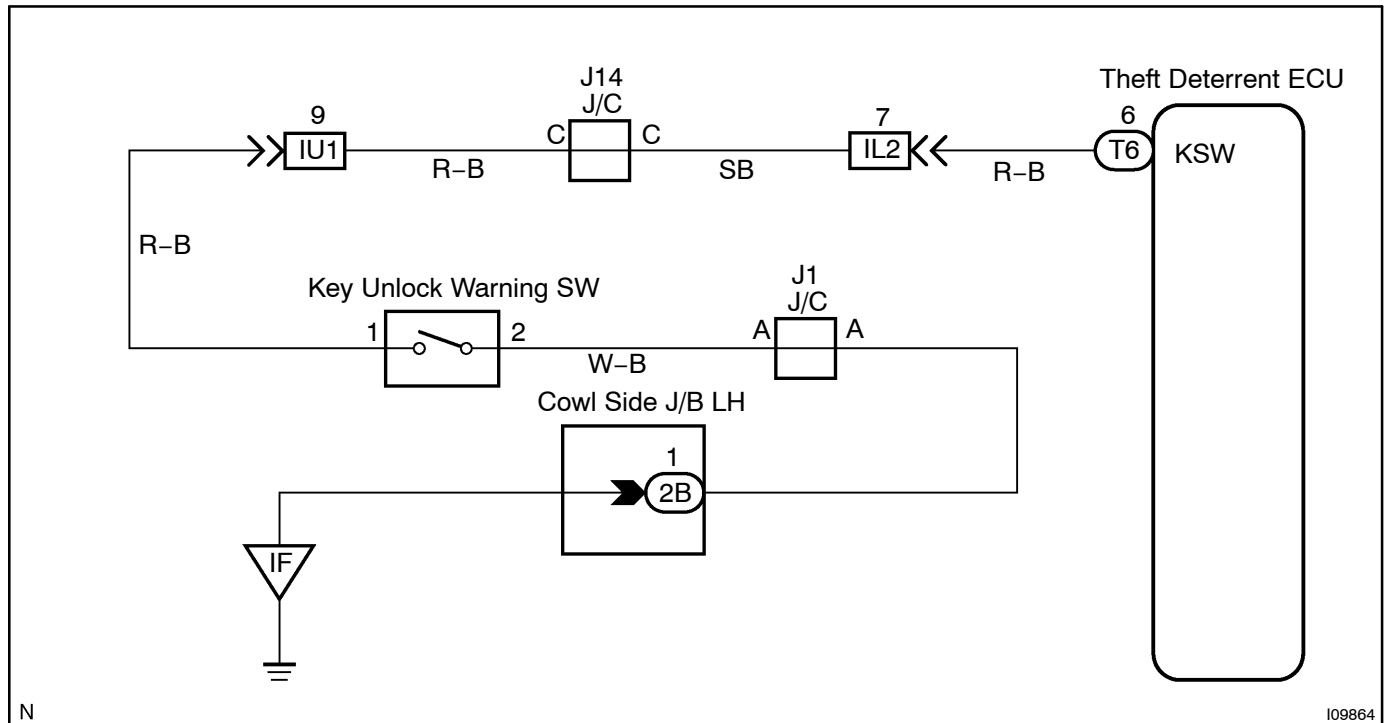 J14
J/C
Theft Deterrent ECU
9
7
6
IU1
C
C
IL2
T6
KSW
R–B
SB
R–B
R–B
Key Unlock Warning SW
J1
J/C
1
2
A
A
W–B
Cowl Side J/B LH
1
2B
IF
N
I09864